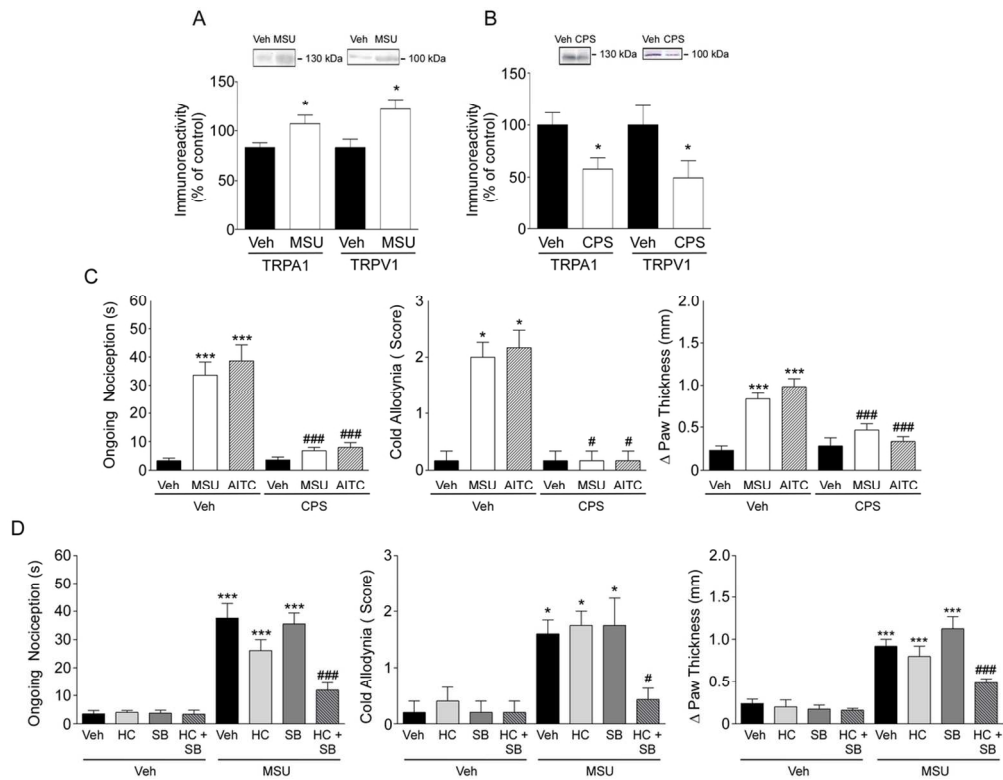 A
Veh MSU
Veh MSU
130 kDa
100 kDa
Immunoreactivity
(% of control)
150
100
50
0
*
*
Veh
MSU
Veh
MSU
TRPA1
TRPV1
B
Veh CPS
Veh CPS
130 kDa
100 kDa
Immunoreactivity
(% of control)
150
100
50
0
*
*
Veh
CPS
Veh
CPS
TRPA1
TRPV1
C
Ongoing Nociception (s)
60
50
40
30
20
10
0
***
***
###
###
Veh
MSU
AITC
Veh
MSU
AITC
Veh
CPS
Cold Allodynia ( Score)
3
2
1
0
*
*
#
#
Veh
MSU
AITC
Veh
MSU
AITC
Veh
CPS
Δ Paw Thickness (mm)
2.0
1.5
1.0
0.5
0.0
***
***
###
###
Veh
MSU
AITC
Veh
MSU
AITC
Veh
CPS
D
Ongoing Nociception (s)
60
50
40
30
20
10
0
***
***
***
###
Veh
HC
SB
HC +
SB
Veh
HC
SB
HC +
SB
Veh
MSU
Cold Allodynia ( Score)
3
2
1
0
*
*
*
#
Veh
HC
SB
HC +
SB
Veh
HC
SB
HC +
SB
Veh
MSU
Δ Paw Thickness (mm)
2.0
1.5
1.0
0.5
0.0
***
***
***
###
Veh
HC
SB
HC +
SB
Veh
HC
SB
HC +
SB
Veh
MSU